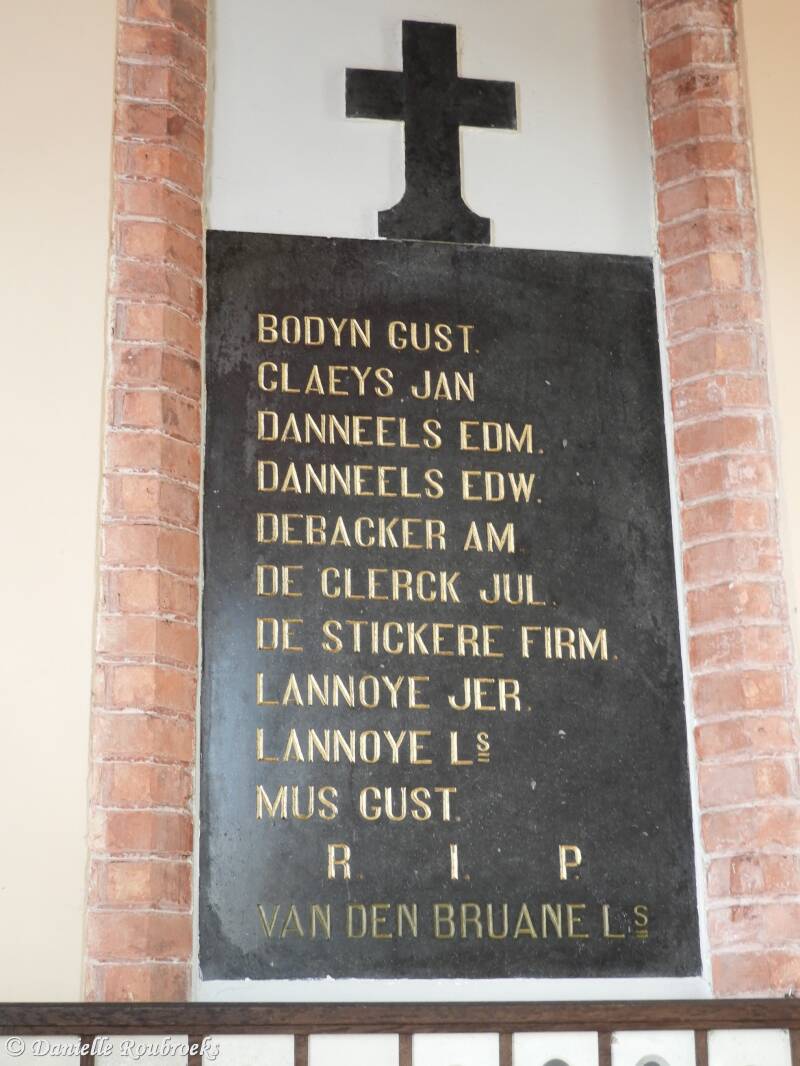 BODYN GUST.
CLAEYS JAN
DANNEELS EDM.
DANNEELS EDW.
DEBACKER AM.
DE CLERCK JUL.
DE STICKERE FIRM.
LANNOYE JER.
LANNOYE Ls
MUS GUST.
R. I. P.
VAN DEN BRUANE Ls
© Danielle Roubroeks